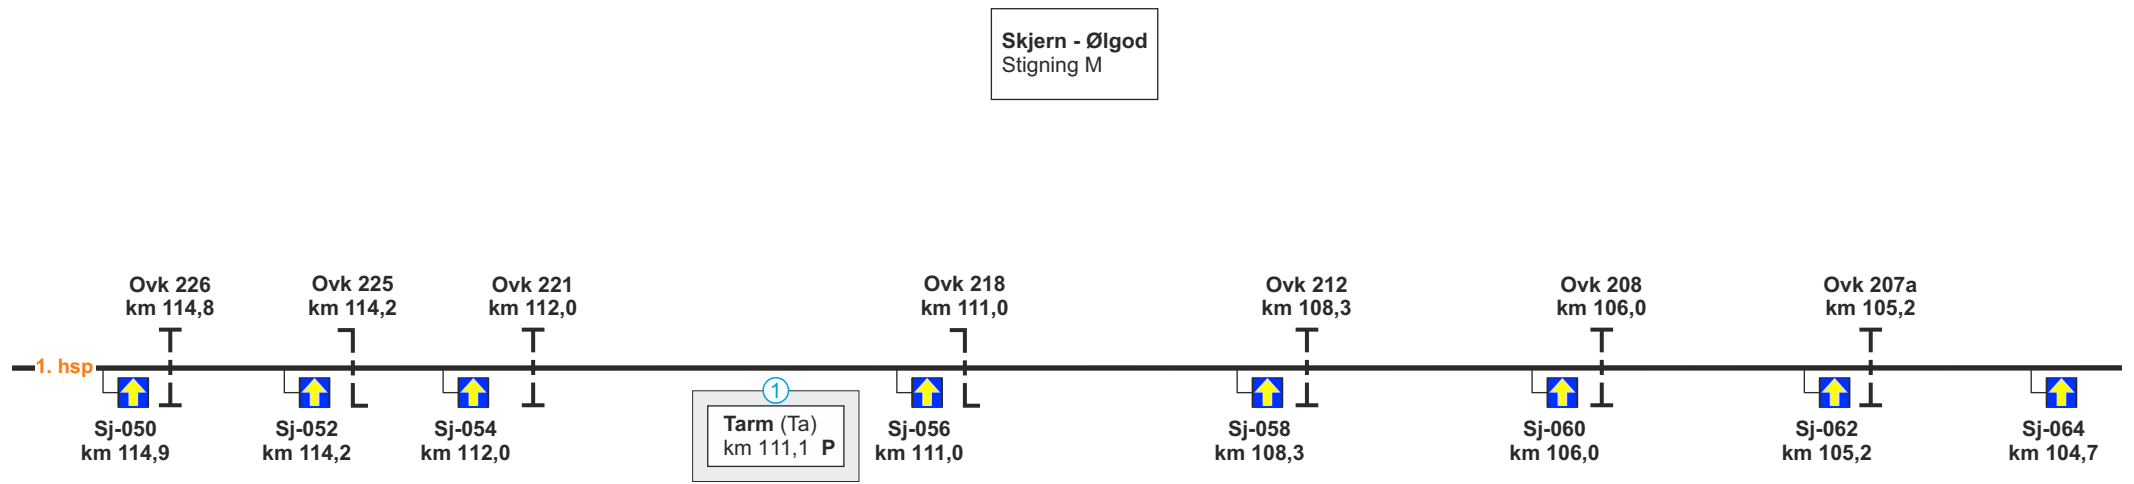 Skjern - Ølgod
Stigning M
Ovk 226
km 114,8
Ovk 225
km 114,2
Ovk 221
km 112,0
Ovk 218
km 111,0
Ovk 212
km 108,3
Ovk 208
km 106,0
Ovk 207a
km 105,2
1. hsp
1
Tarm (Ta)
km 111,1 P
Sj-050
km 114,9
Sj-052
km 114,2
Sj-054
km 112,0
Sj-056
km 111,0
Sj-058
km 108,3
Sj-060
km 106,0
Sj-062
km 105,2
Sj-064
km 104,7